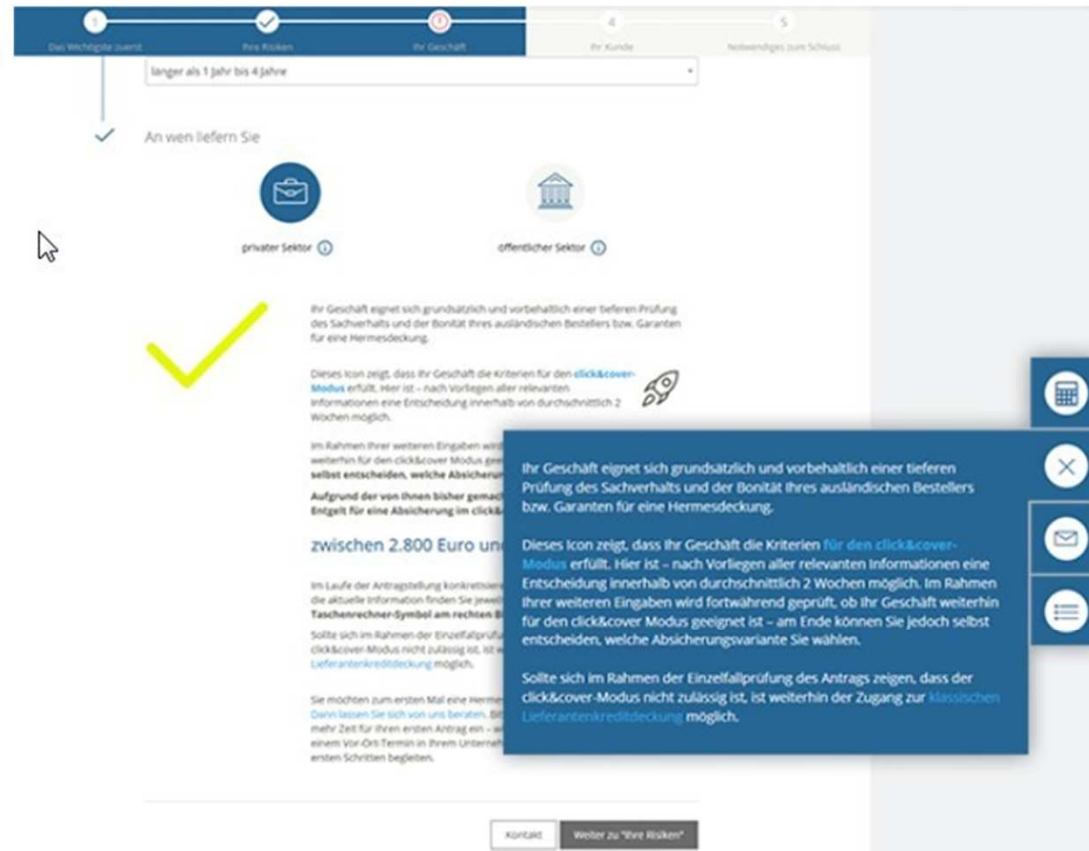 1
3
4
5
Das Wichtigste zuerst
Ihre Risiken
Ihr Geschäft
Ihr Kunde
Notwendiges zum Schluss
länger als 1 Jahr bis 4 Jahre
An wen liefern Sie
privater Sektor
öffentlicher Sektor
Ihr Geschäft eignet sich grundsätzlich und vorbehaltlich einer tieferen Prüfung
des Sachverhalts und der Bonität Ihres ausländischen Bestellers bzw. Garanten
für eine Hermesdeckung.
Dieses Icon zeigt, dass Ihr Geschäft die Kriterien für den click&cover-
Modus erfüllt. Hier ist – nach Vorliegen aller relevanten
Informationen eine Entscheidung innerhalb von durchschnittlich 2
Wochen möglich.
Im Rahmen Ihrer weiteren Eingaben wird
weiterhin für den click&cover Modus
selbst entscheiden, welche
Aufgrund der von Ihnen bisher
Entgelt für eine Absicherung im
zwischen 2.800 Euro
Im Laufe der Antragstellung
die aktuelle Information finden Sie
Taschenrechner-Symbol am rechten
Sollte sich im Rahmen der
click&cover-Modus nicht zulässig ist, ist
Lieferantenkreditdeckung möglich.
Sie möchten zum ersten Mal eine
Dann lassen Sie sich von uns beraten.
mehr Zeit für Ihren ersten Antrag ein –
einem Vor-Ort-Termin in Ihrem
ersten Schritten begleiten.
Ihr Geschäft eignet sich grundsätzlich und vorbehaltlich einer tieferen
Prüfung des Sachverhalts und der Bonität Ihres ausländischen Bestellers
bzw. Garanten für eine Hermesdeckung.
Dieses Icon zeigt, dass Ihr Geschäft die Kriterien für den click&cover-
Modus erfüllt. Hier ist – nach Vorliegen aller relevanten Informationen eine
Entscheidung innerhalb von durchschnittlich 2 Wochen möglich. Im Rahmen
Ihrer weiteren Eingaben wird fortwährend geprüft, ob Ihr Geschäft weiterhin
für den click&cover Modus geeignet ist – am Ende können Sie jedoch selbst
entscheiden, welche Absicherungsvariante Sie wählen.
Sollte sich im Rahmen der Einzelfallprüfung des Antrags zeigen, dass der
click&cover-Modus nicht zulässig ist, ist weiterhin der Zugang zur klassischen
Lieferantenkreditdeckung möglich.
Kontakt
Weiter zu "Ihre Risiken"